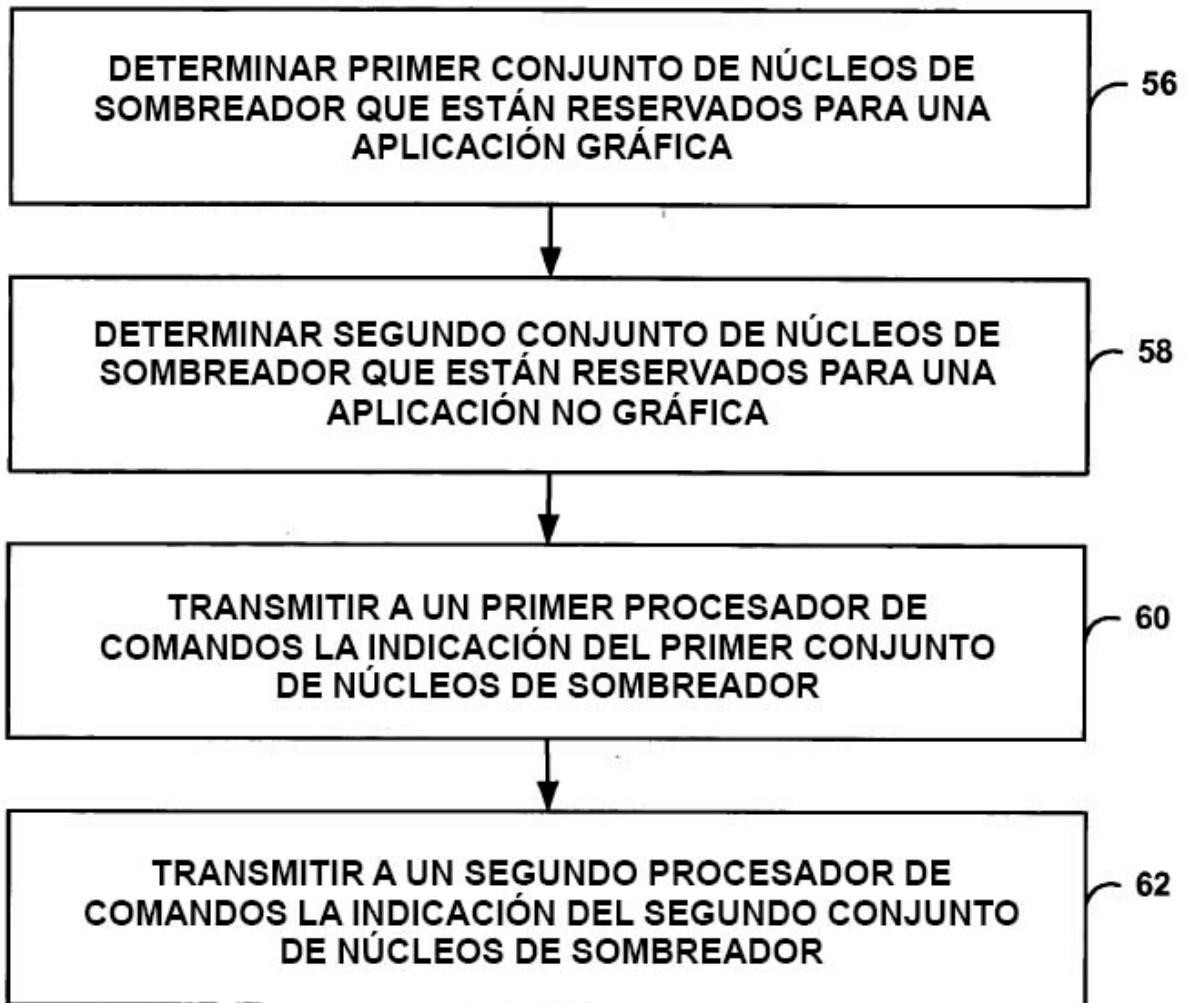 DETERMINAR PRIMER CONJUNTO DE NÚCLEOS DE
SOMBREADOR QUE ESTÁN RESERVADOS PARA UNA
APLICACIÓN GRÁFICA
56
DETERMINAR SEGUNDO CONJUNTO DE NÚCLEOS DE
SOMBREADOR QUE ESTÁN RESERVADOS PARA UNA
APLICACIÓN NO GRÁFICA
58
TRANSMITIR A UN PRIMER PROCESADOR DE
COMANDOS LA INDICACIÓN DEL PRIMER CONJUNTO
DE NÚCLEOS DE SOMBREADOR
60
TRANSMITIR A UN SEGUNDO PROCESADOR DE
COMANDOS LA INDICACIÓN DEL SEGUNDO CONJUNTO
DE NÚCLEOS DE SOMBREADOR
62